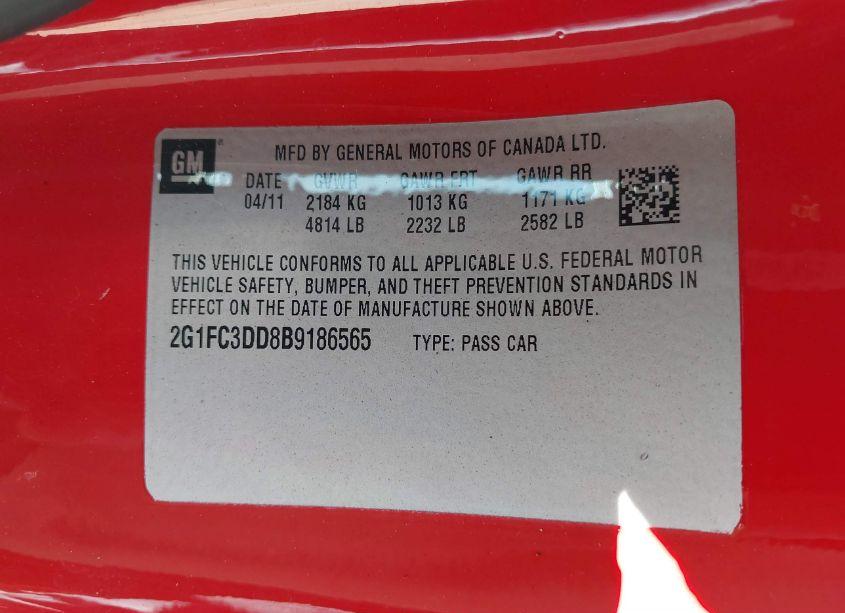 GM
MFD BY GENERAL MOTORS OF CANADA LTD.
DATE GVWR GAWR FRT GAWR RR
04/11 2184 KG 1013 KG 1171 KG
4814 LB 2232 LB 2582 LB
THIS VEHICLE CONFORMS TO ALL APPLICABLE U.S. FEDERAL MOTOR
VEHICLE SAFETY, BUMPER, AND THEFT PREVENTION STANDARDS IN
EFFECT ON THE DATE OF MANUFACTURE SHOWN ABOVE.
2G1FC3DD8B9186565 TYPE: PASS CAR